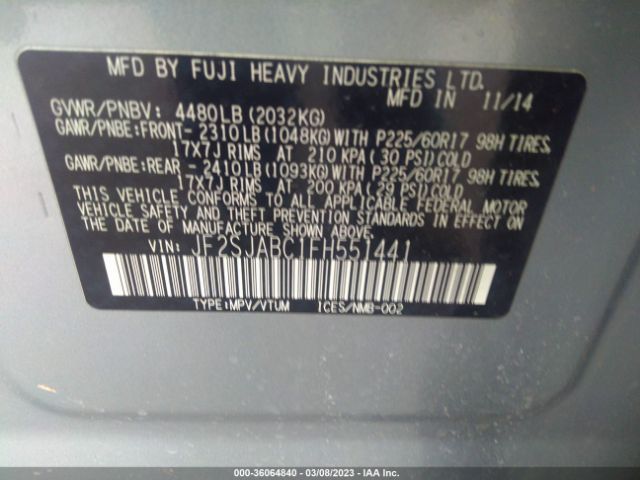 MFD BY FUJI HEAVY INDUSTRIES LTD.
MFD IN 11/14
GVWR/PNBV: 4480LB(2032KG)
GAWR/PNBE:FRONT- 2310LB(1048KG)WITH P225/60R17 98H TIRES,
17X7J RIMS AT 210 KPA(30 PSI)COLD
GAWR/PNBE:REAR - 2410LB(1093KG)WITH P225/60R17 98H TIRES,
17X7J RIMS AT 200 KPA(29 PSI)COLD
THIS VEHICLE CONFORMS TO ALL APPLICABLE FEDERAL MOTOR
VEHICLE SAFETY AND THEFT PREVENTION STANDARDS IN EFFECT ON
THE DATE OF MANUFACTURE SHOWN ABOVE.
VIN: JF2SJABC1FH551441
TYPE:MPV/VTUM ICES/NMB-002
000-36064840 - 03/08/2023 - IAA Inc.